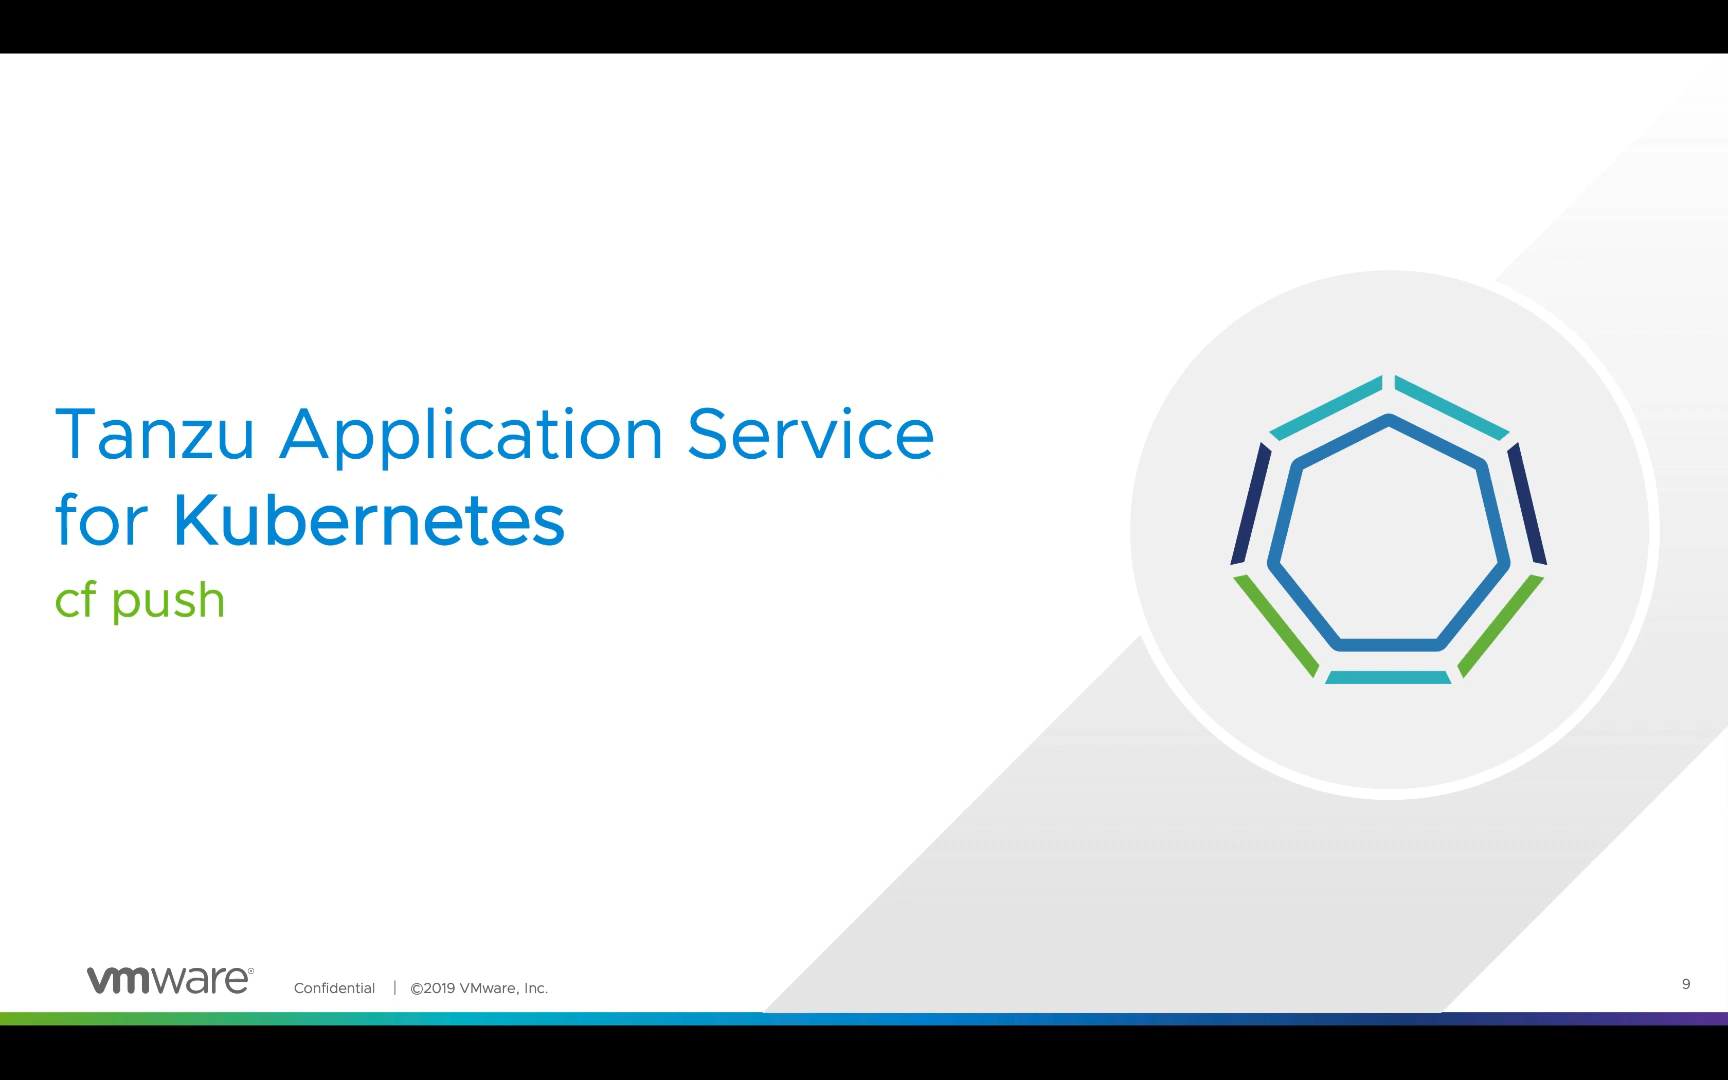 Tanzu Application Service
for Kubernetes
cf push
vmware®
Confidential | ©2019 VMware, Inc.
9